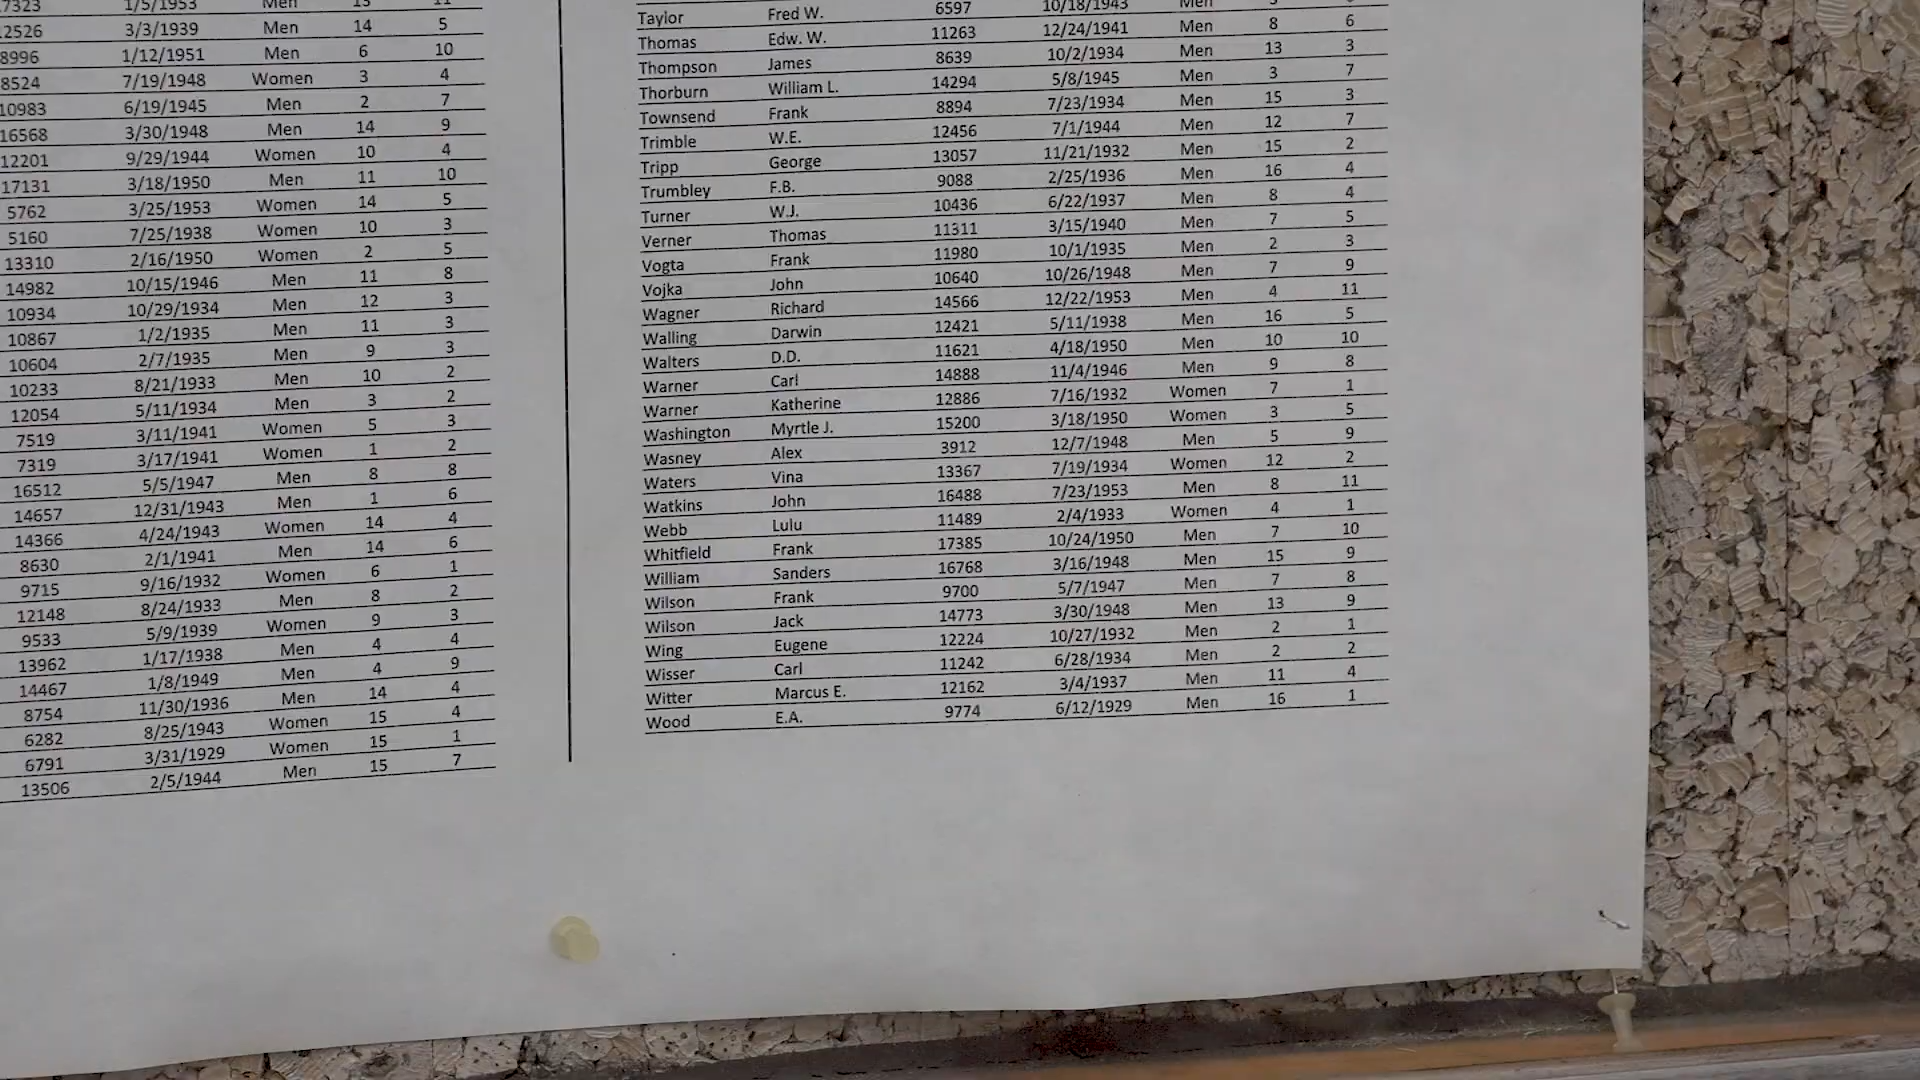 7323 1/5/1953 Men 11
2526 3/3/1939 Men 14 5
8996 1/12/1951 Men 6 10
8524 7/19/1948 Women 3 4
10983 6/19/1945 Men 2 7
16568 3/30/1948 Men 14 9
12201 9/29/1944 Women 10 4
17131 3/18/1950 Men 11 10
5762 3/25/1953 Women 14 5
5160 7/25/1938 Women 10 3
13310 2/16/1950 Women 2 5
14982 10/15/1946 Men 11 8
10934 10/29/1934 Men 12 3
10867 1/2/1935 Men 11 3
10604 2/7/1935 Men 9 3
10233 8/21/1933 Men 10 2
12054 5/11/1934 Men 3 2
7519 3/11/1941 Women 5 3
7319 3/17/1941 Women 1 2
16512 5/5/1947 Men 8 8
14657 12/31/1943 Men 1 6
14366 4/24/1943 Women 14 4
8630 2/1/1941 Men 14 6
9715 9/16/1932 Women 6 1
12148 8/24/1933 Men 8 2
9533 5/9/1939 Women 9 3
13962 1/17/1938 Men 4 4
14467 1/8/1949 Men 4 9
8754 11/30/1936 Men 14 4
6282 8/25/1943 Women 15 4
6791 3/31/1929 Women 15 1
13506 2/5/1944 Men 15 7
Taylor Fred W. 6597 10/18/1943 Men
Thomas Edw. W. 11263 12/24/1941 Men 8 6
Thompson James 8639 10/2/1934 Men 13 3
Thorburn William L. 14294 5/8/1945 Men 3 7
Townsend Frank 8894 7/23/1934 Men 15 3
Trimble W.E. 12456 7/1/1944 Men 12 7
Tripp George 13057 11/21/1932 Men 15 2
Trumbley F.B. 9088 2/25/1936 Men 16 4
Turner W.J. 10436 6/22/1937 Men 8 4
Verner Thomas 11311 3/15/1940 Men 7 5
Vogta Frank 11980 10/1/1935 Men 2 3
Vojka John 10640 10/26/1948 Men 7 9
Wagner Richard 14566 12/22/1953 Men 4 11
Walling Darwin 12421 5/11/1938 Men 16 5
Walters D.D. 11621 4/18/1950 Men 10 10
Warner Carl 14888 11/4/1946 Men 9 8
Warner Katherine 12886 7/16/1932 Women 7 1
Washington Myrtle J. 15200 3/18/1950 Women 3 5
Wasney Alex 3912 12/7/1948 Men 5 9
Waters Vina 13367 7/19/1934 Women 12 2
Watkins John 16488 7/23/1953 Men 8 11
Webb Lulu 11489 2/4/1933 Women 4 1
Whitfield Frank 17385 10/24/1950 Men 7 10
William Sanders 16768 3/16/1948 Men 15 9
Wilson Frank 9700 5/7/1947 Men 7 8
Wilson Jack 14773 3/30/1948 Men 13 9
Wing Eugene 12224 10/27/1932 Men 2 1
Wisser Carl 11242 6/28/1934 Men 2 2
Witter Marcus E. 12162 3/4/1937 Men 11 4
Wood E.A. 9774 6/12/1929 Men 16 1